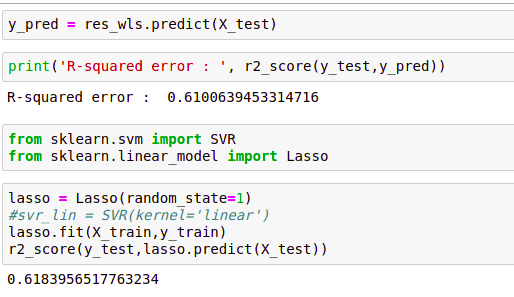 y_pred = res_wls.predict(X_test)
print('R-squared error : ', r2_score(y_test,y_pred))
R-squared error :  0.6100639453314716
from sklearn.svm import SVR
from sklearn.linear_model import Lasso
lasso = Lasso(random_state=1)
#svr_lin = SVR(kernel='linear')
lasso.fit(X_train,y_train)
r2_score(y_test,lasso.predict(X_test))
0.6183956517763234